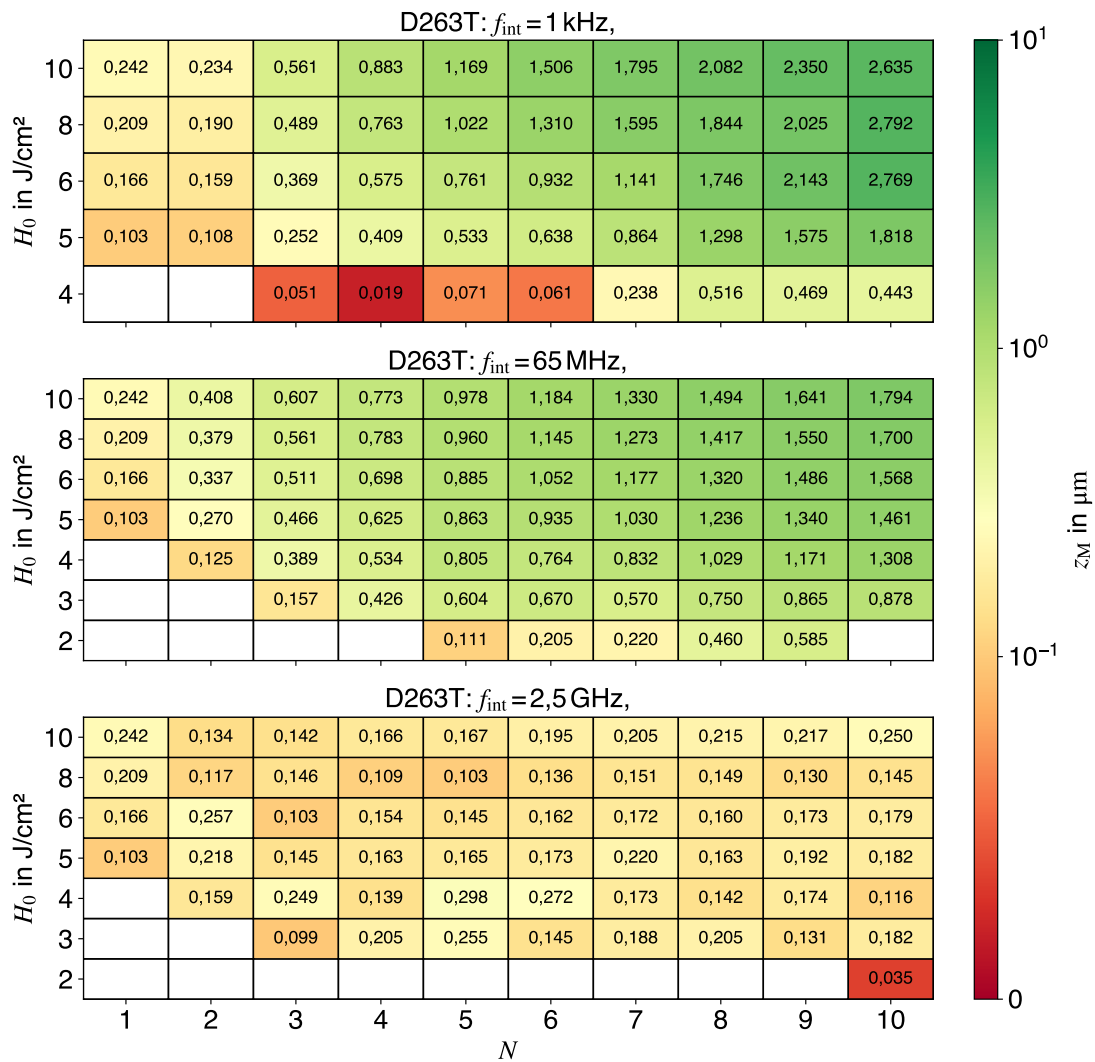 D263T: fint = 1 kHz,
10 0,242 0,234 0,561 0,883 1,169 1,506 1,795 2,082 2,350 2,635
8 0,209 0,190 0,489 0,763 1,022 1,310 1,595 1,844 2,025 2,792
6 0,166 0,159 0,369 0,575 0,761 0,932 1,141 1,746 2,143 2,769
5 0,103 0,108 0,252 0,409 0,533 0,638 0,864 1,298 1,575 1,818
4 0,051 0,019 0,071 0,061 0,238 0,516 0,469 0,443
H0 in J/cm²
D263T: fint = 65 MHz,
10 0,242 0,408 0,607 0,773 0,978 1,184 1,330 1,494 1,641 1,794
8 0,209 0,379 0,561 0,783 0,960 1,145 1,273 1,417 1,550 1,700
6 0,166 0,337 0,511 0,698 0,885 1,052 1,177 1,320 1,486 1,568
5 0,103 0,270 0,466 0,625 0,863 0,935 1,030 1,236 1,340 1,461
4 0,125 0,389 0,534 0,805 0,764 0,832 1,029 1,171 1,308
3 0,157 0,426 0,604 0,670 0,570 0,750 0,865 0,878
2 0,111 0,205 0,220 0,460 0,585
H0 in J/cm²
D263T: fint = 2,5 GHz,
10 0,242 0,134 0,142 0,166 0,167 0,195 0,205 0,215 0,217 0,250
8 0,209 0,117 0,146 0,109 0,103 0,136 0,151 0,149 0,130 0,145
6 0,166 0,257 0,103 0,154 0,145 0,162 0,172 0,160 0,173 0,179
5 0,103 0,218 0,145 0,163 0,165 0,173 0,220 0,163 0,192 0,182
4 0,159 0,249 0,139 0,298 0,272 0,173 0,142 0,174 0,116
3 0,099 0,205 0,255 0,145 0,188 0,205 0,131 0,182
2 0,035
H0 in J/cm²
1 2 3 4 5 6 7 8 9 10
N
10¹
10⁰
10⁻¹
0
zM in µm